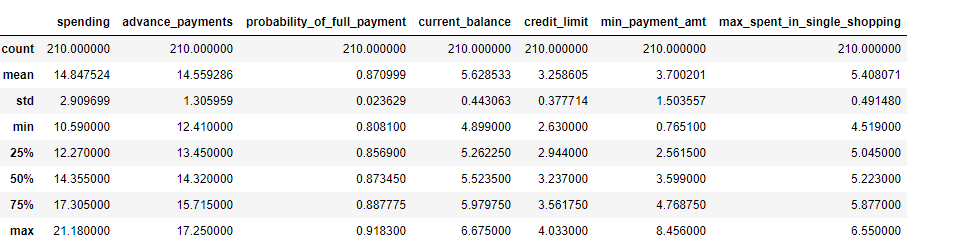 spending advance_payments probability_of_full_payment current_balance credit_limit min_payment_amt max_spent_in_single_shopping
count 210.000000 210.000000 210.000000 210.000000 210.000000 210.000000 210.000000
mean 14.847524 14.559286 0.870999 5.628533 3.258605 3.700201 5.408071
std 2.909699 1.305959 0.023629 0.443063 0.377714 1.503557 0.491480
min 10.590000 12.410000 0.808100 4.899000 2.630000 0.765100 4.519000
25% 12.270000 13.450000 0.856900 5.262250 2.944000 2.561500 5.045000
50% 14.355000 14.320000 0.873450 5.523500 3.237000 3.599000 5.223000
75% 17.305000 15.715000 0.887775 5.979750 3.561750 4.768750 5.877000
max 21.180000 17.250000 0.918300 6.675000 4.033000 8.456000 6.550000